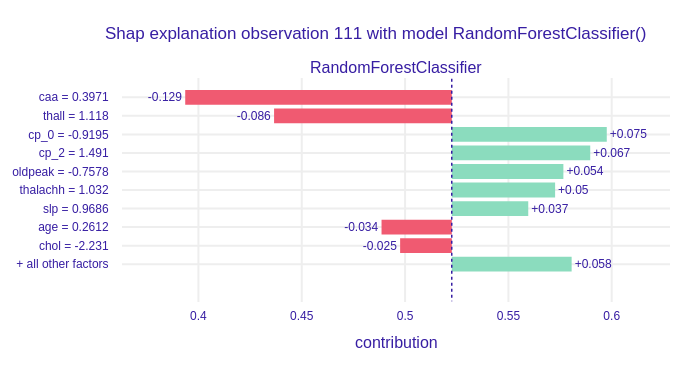 Shap explanation observation 111 with model RandomForestClassifier()
RandomForestClassifier
caa = 0.3971 -0.129
thall = 1.118 -0.086
cp_0 = -0.9195 +0.075
cp_2 = 1.491 +0.067
oldpeak = -0.7578 +0.054
thalachh = 1.032 +0.05
slp = 0.9686 +0.037
age = 0.2612 -0.034
chol = -2.231 -0.025
+ all other factors +0.058
0.4 0.45 0.5 0.55 0.6
contribution